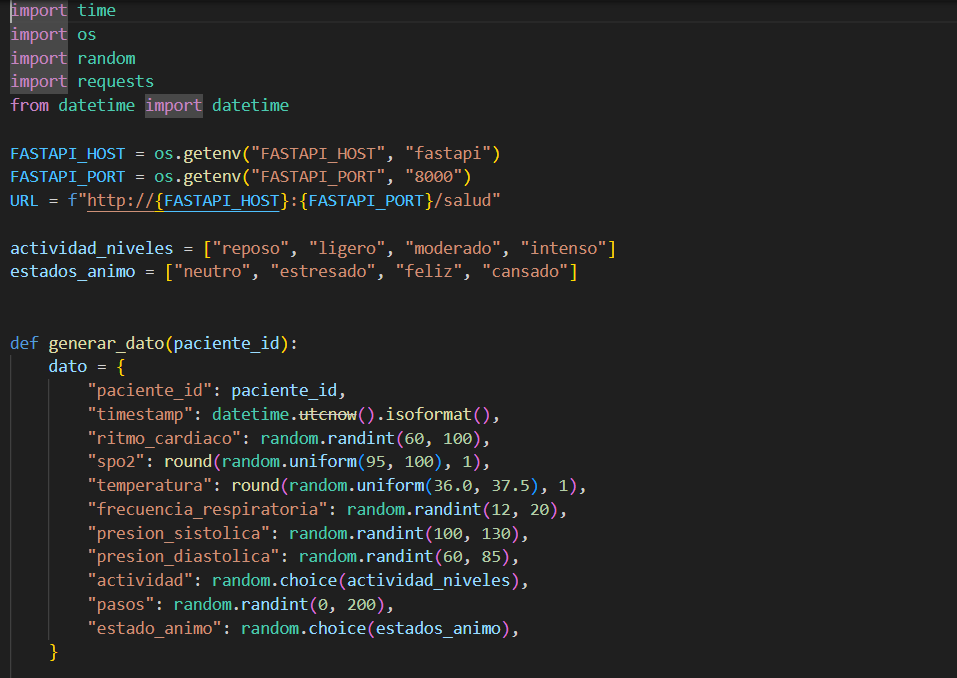 import time
import os
import random
import requests
from datetime import datetime
FASTAPI_HOST = os.getenv("FASTAPI_HOST", "fastapi")
FASTAPI_PORT = os.getenv("FASTAPI_PORT", "8000")
URL = f"http://{FASTAPI_HOST}:{FASTAPI_PORT}/salud"
actividad_niveles = ["reposo", "ligero", "moderado", "intenso"]
estados_animo = ["neutro", "estresado", "feliz", "cansado"]
def generar_dato(paciente_id):
    dato = {
        "paciente_id": paciente_id,
        "timestamp": datetime.utcnow().isoformat(),
        "ritmo_cardiaco": random.randint(60, 100),
        "spo2": round(random.uniform(95, 100), 1),
        "temperatura": round(random.uniform(36.0, 37.5), 1),
        "frecuencia_respiratoria": random.randint(12, 20),
        "presion_sistolica": random.randint(100, 130),
        "presion_diastolica": random.randint(60, 85),
        "actividad": random.choice(actividad_niveles),
        "pasos": random.randint(0, 200),
        "estado_animo": random.choice(estados_animo),
    }